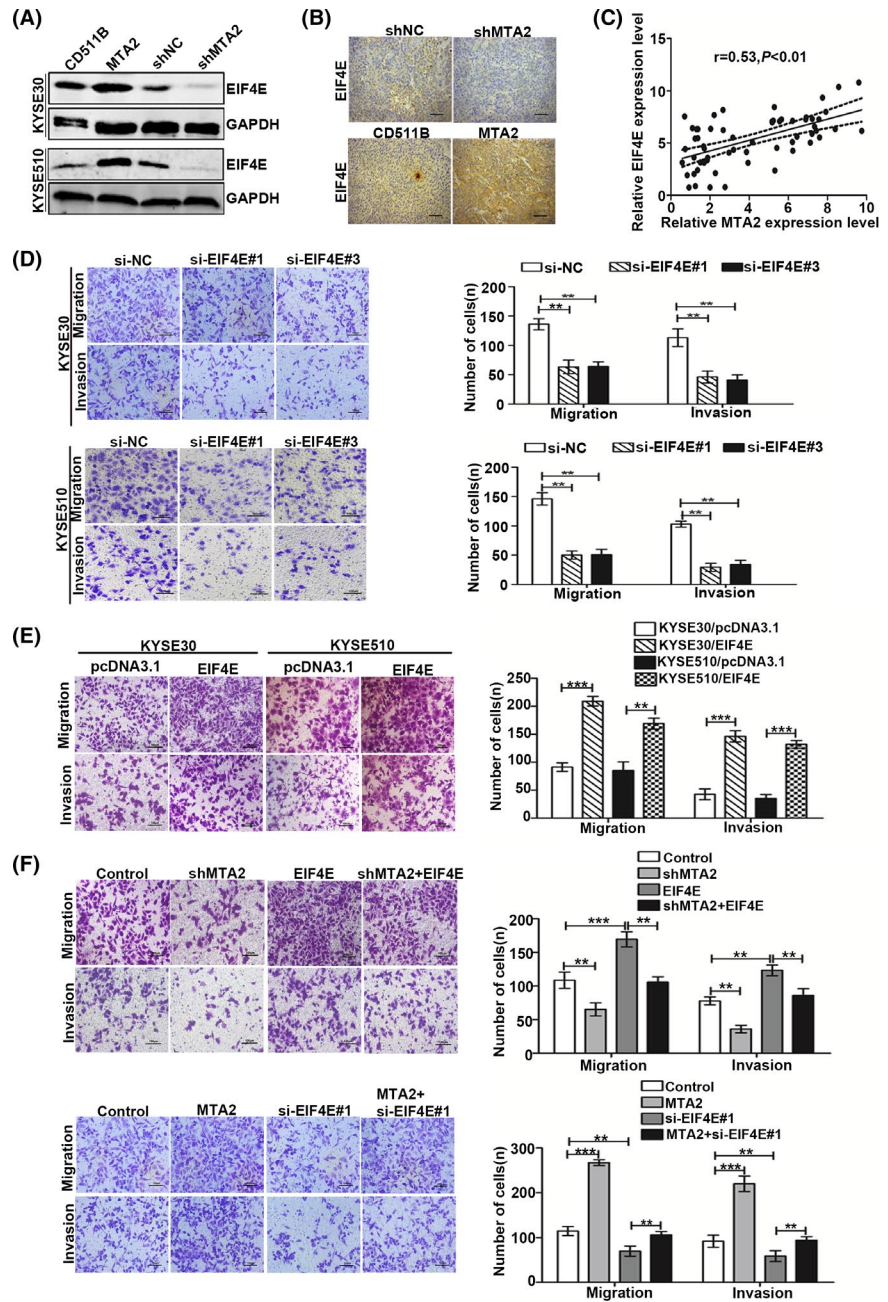 (A)
CD511B MTA2 shNC shMTA2
KYSE30
EIF4E
GAPDH
KYSE510
EIF4E
GAPDH
(B)
shNC shMTA2
EIF4E
CD511B MTA2
EIF4E
(C)
r=0.53,P<0.01
Relative EIF4E expression level
15
10
5
0
0 2 4 6 8 10
Relative MTA2 expression level
(D)
si-NC si-EIF4E#1 si-EIF4E#3
KYSE30
Migration
Invasion
si-NC si-EIF4E#1 si-EIF4E#3
Number of cells(n)
200
150
100
50
0
** ** ** **
Migration Invasion
si-NC si-EIF4E#1 si-EIF4E#3
KYSE510
Migration
Invasion
si-NC si-EIF4E#1 si-EIF4E#3
Number of cells(n)
200
150
100
50
0
** ** ** **
Migration Invasion
(E)
KYSE30 KYSE510
pcDNA3.1 EIF4E pcDNA3.1 EIF4E
Migration
Invasion
KYSE30/pcDNA3.1
KYSE30/EIF4E
KYSE510/pcDNA3.1
KYSE510/EIF4E
Number of cells(n)
250
200
150
100
50
0
*** ** *** ***
Migration Invasion
(F)
Control shMTA2 EIF4E shMTA2+EIF4E
Migration
Invasion
Control
shMTA2
EIF4E
shMTA2+EIF4E
Number of cells(n)
200
150
100
50
0
*** ** ** ** ** **
Migration Invasion
Control MTA2 si-EIF4E#1 MTA2+
si-EIF4E#1
Migration
Invasion
Control
MTA2
si-EIF4E#1
MTA2+si-EIF4E#1
Number of cells(n)
300
200
100
0
** *** ** ** *** **
Migration Invasion